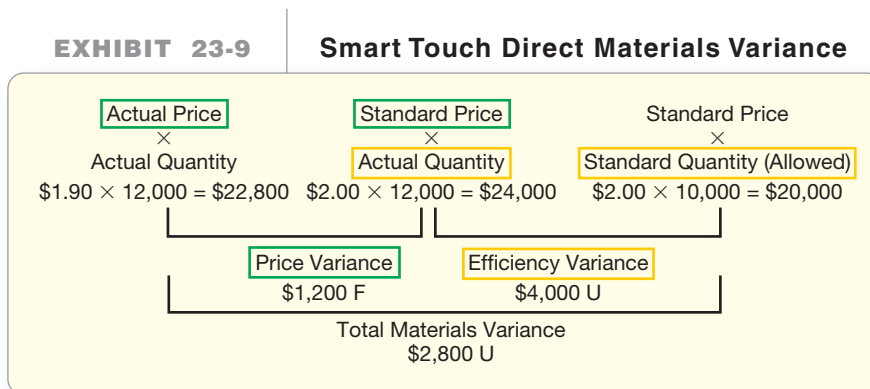 EXHIBIT 23-9 Smart Touch Direct Materials Variance
Actual Price Standard Price Standard Price
× × ×
Actual Quantity Actual Quantity Standard Quantity (Allowed)
$1.90 × 12,000 = $22,800 $2.00 × 12,000 = $24,000 $2.00 × 10,000 = $20,000
Price Variance Efficiency Variance
$1,200 F $4,000 U
Total Materials Variance
$2,800 U